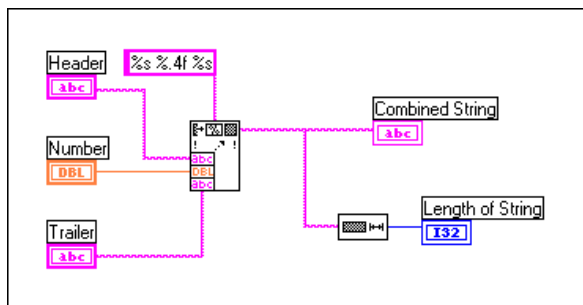 Header
abc
%s %.4f %s
Number
DBL
Trailer
abc
%
abc
DBL
abc
Combined String
abc
Length of String
I32